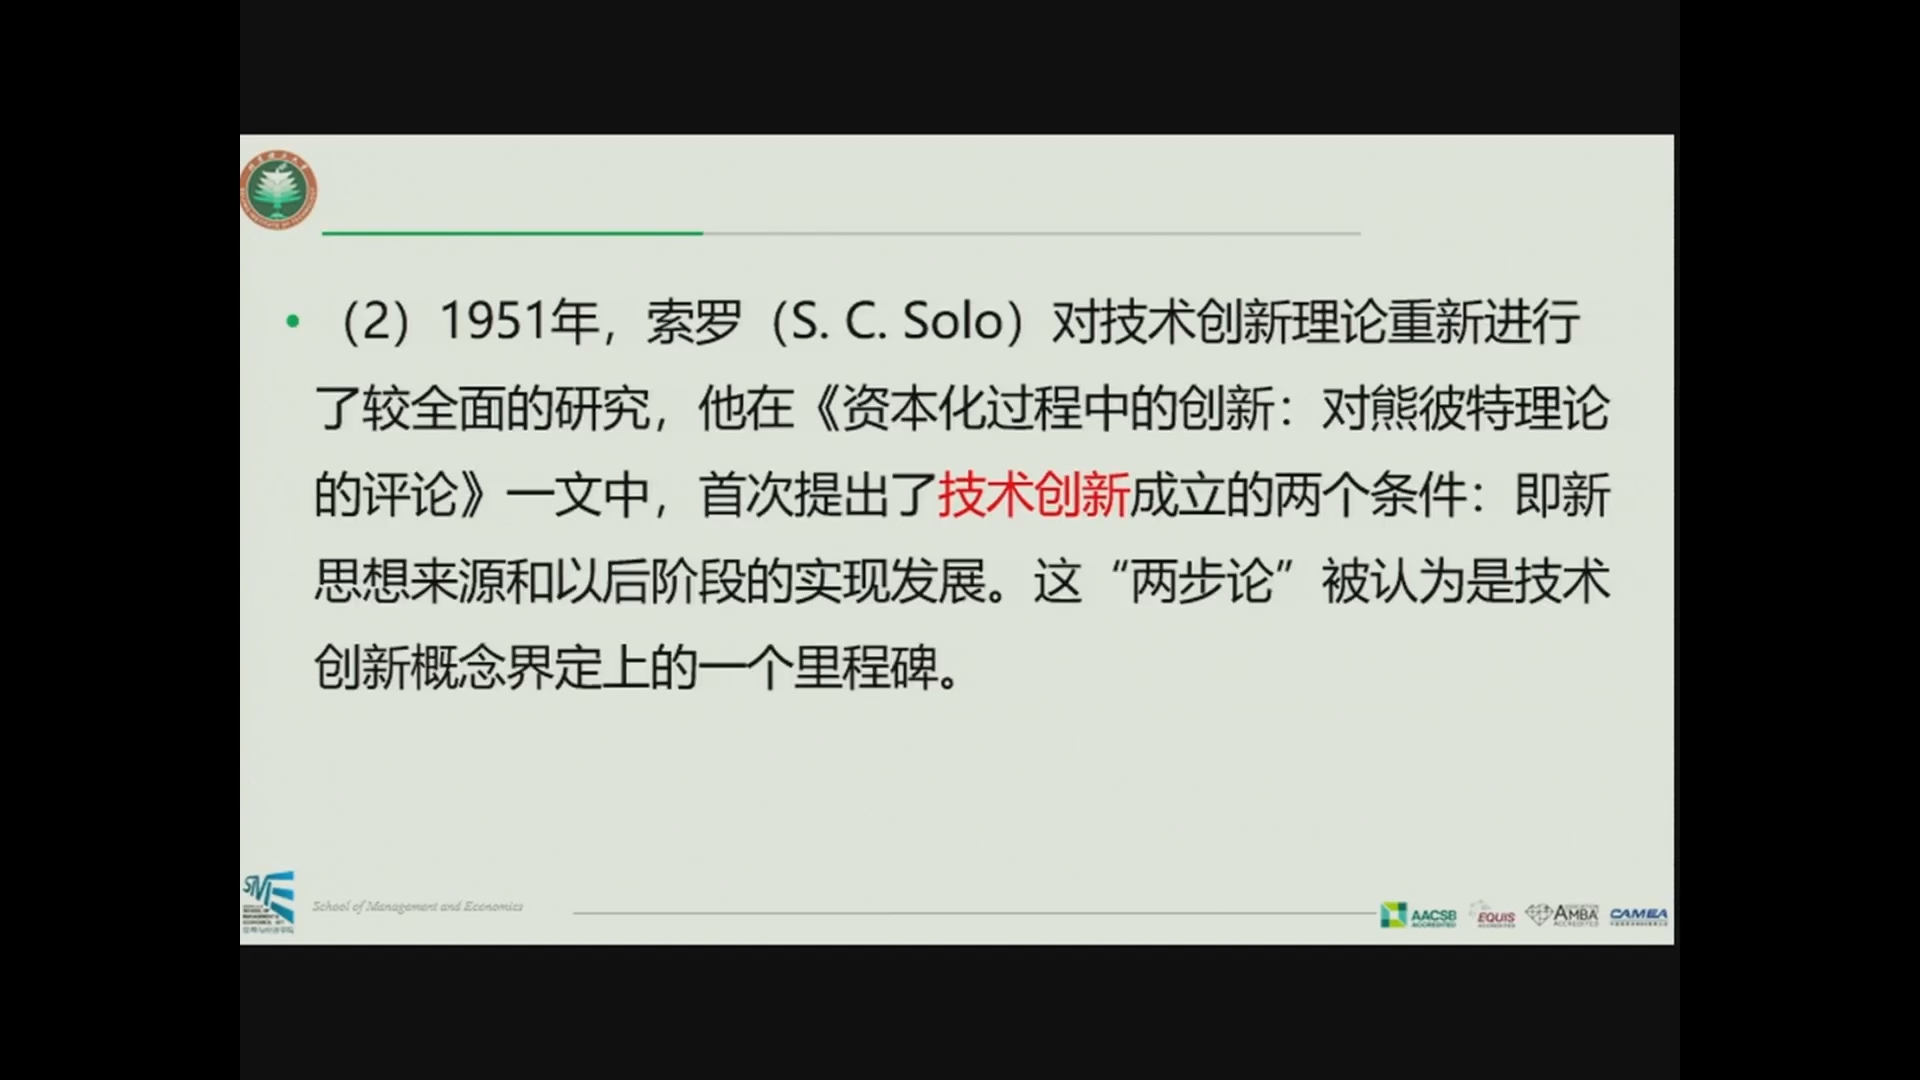 （2）1951年，索罗（S. C. Solo）对技术创新理论重新进行
了较全面的研究，他在《资本化过程中的创新：对熊彼特理论
的评论》一文中，首次提出了技术创新成立的两个条件：即新
思想来源和以后阶段的实现发展。这“两步论”被认为是技术
创新概念界定上的一个里程碑。
School of Management and Economics
AACSB
ACCREDITED
EQUIS
ACCREDITED
AMBA
ACCREDITED
CAMEA